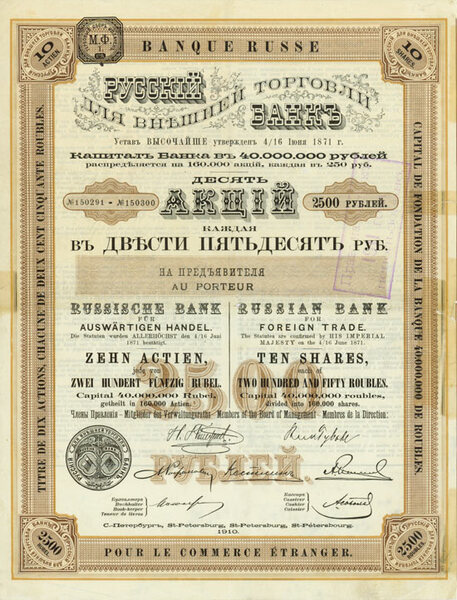 BANQUE RUSSE
10
ACTIEN
М.Ф.
10
SHARES
РУССКІЙ
ДЛЯ ВНѢШНЕЙ ТОРГОВЛИ
БАНКЪ
Уставъ ВЫСОЧАЙШЕ утвержденъ 4/16 Іюня 1871 г.
Капиталъ Банка въ 40.000.000 рублей
распредѣляется на 160.000 акцій, каждая въ 250 руб.
ДЕСЯТЬ
№150291 - №150300
АКЦІЙ
2500 РУБЛЕЙ.
КАЖДАЯ
ВЪ ДВѢСТИ ПЯТЬДЕСЯТЪ РУБ.
НА ПРЕДЪЯВИТЕЛЯ
AU PORTEUR
RUSSISCHE BANK
FÜR
AUSWÄRTIGEN HANDEL.
Die Statuten wurden ALLERHÖCHST den 4/16 Juni
1871 bestätigt.
ZEHN ACTIEN,
jede von
ZWEI HUNDERT FÜNFZIG RUBEL.
Capital 40.000.000 Rubel,
getheilt in 160.000 Actien.
RUSSIAN BANK
FOR
FOREIGN TRADE.
The Statutes are confirmed by HIS IMPERIAL
MAJESTY on the 4/16 June 1871.
TEN SHARES,
each of
TWO HUNDRED AND FIFTY ROUBLES.
Capital 40.000.000 roubles,
divided into 160.000 shares.
2500
РУБЛЕЙ.
Члены Правленія - Mitglieder des Verwaltungsraths - Members of the Board of Management - Membres de la Direction:
Бухгалтеръ
Buchhalter
Book-keeper
Teneur de livres
Кассиръ
Cassirer
Cashier
Caissier
С.-Петербургъ, St-Petersburg, St-Petersburg, St-Pétersbourg.
1910.
POUR LE COMMERCE ÉTRANGER.
TITRE DE DIX ACTIONS, CHACUNE DE DEUX CENT CINQUANTE ROUBLES.
CAPITAL DE FONDATION DE LA BANQUE 40.000.000 DE ROUBLES.
2500
2500